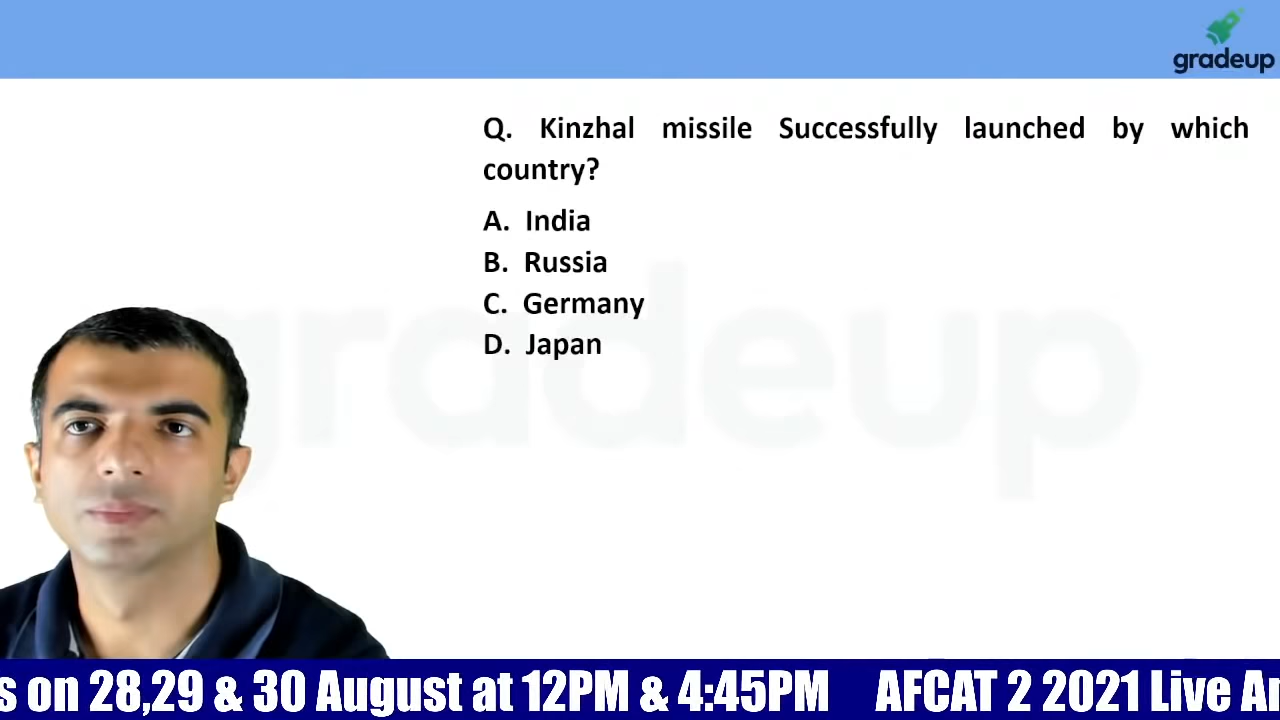 gradeup
Q. Kinzhal missile Successfully launched by which
country?
A. India
B. Russia
C. Germany
D. Japan
gradeup
s on 28,29 & 30 August at 12PM & 4:45PM AFCAT 2 2021 Live An